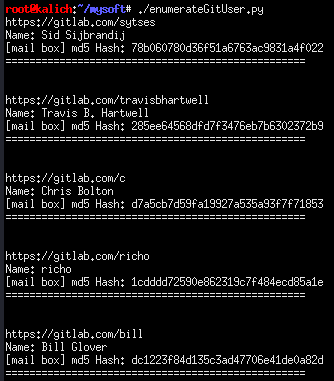 root@kalich:~/mysoft# ./enumerateGitUser.py
https://gitlab.com/sytses
Name: Sid Sijbrandij
[mail box] md5 Hash: 78b060780d36f51a6763ac9831a4f022
==================================================
https://gitlab.com/travisbhartwell
Name: Travis B. Hartwell
[mail box] md5 Hash: 285ee64568dfd7f3476eb7b6302372b9
==================================================
https://gitlab.com/c
Name: Chris Bolton
[mail box] md5 Hash: d7a5cb7d59fa19927a535a93f7f71853
==================================================
https://gitlab.com/richo
Name: richo
[mail box] md5 Hash: 1cdddd72590e862319c7f484ecd85a1e
==================================================
https://gitlab.com/bill
Name: Bill Glover
[mail box] md5 Hash: dc1223f84d135c3ad47706e41de0a82d
==================================================